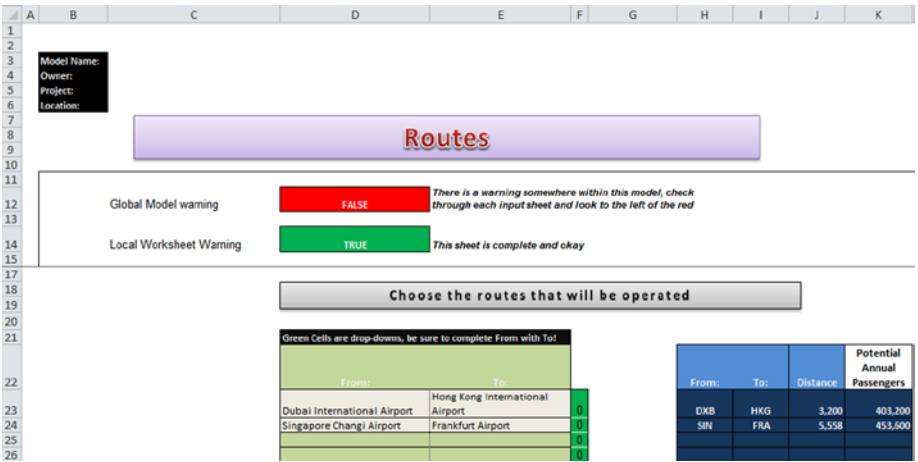 A B C D E F G H I J K
1
2
3 Model Name:
4 Owner:
5 Project:
6 Location:
7
8 Routes
9
10
11
12 Global Model warning FALSE There is a warning somewhere within this model, check
through each input sheet and look to the left of the red
13
14 Local Worksheet Warning TRUE This sheet is complete and okay
15
17
18 Choose the routes that will be operated
19
20
21 Green Cells are drop-downs, be sure to complete From with To!
22 From: To: From: To: Distance Potential
Annual
Passengers
23 Dubai International Airport Hong Kong International
Airport 0 DXB HKG 3,200 403,200
24 Singapore Changi Airport Frankfurt Airport 0 SIN FRA 5,558 453,600
25 0
26 0